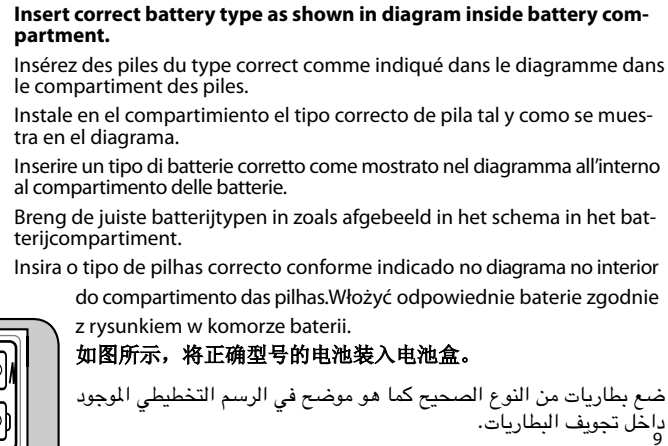 Insert correct battery type as shown in diagram inside battery com-
partment.
Insérez des piles du type correct comme indiqué dans le diagramme dans
le compartiment des piles.
Instale en el compartimiento el tipo correcto de pila tal y como se mues-
tra en el diagrama.
Inserire un tipo di batterie corretto come mostrato nel diagramma all'interno
al compartimento delle batterie.
Breng de juiste batterijtypen in zoals afgebeeld in het schema in het bat-
terijcompartiment.
Insira o tipo de pilhas correcto conforme indicado no diagrama no interior
do compartimento das pilhas.Włożyć odpowiednie baterie zgodnie
z rysunkiem w komorze baterii.
如图所示，将正确型号的电池装入电池盒。
ضع بطاريات من النوع الصحيح كما هو موضح في الرسم التخطيطي الموجود
داخل تجويف البطاريات.
9